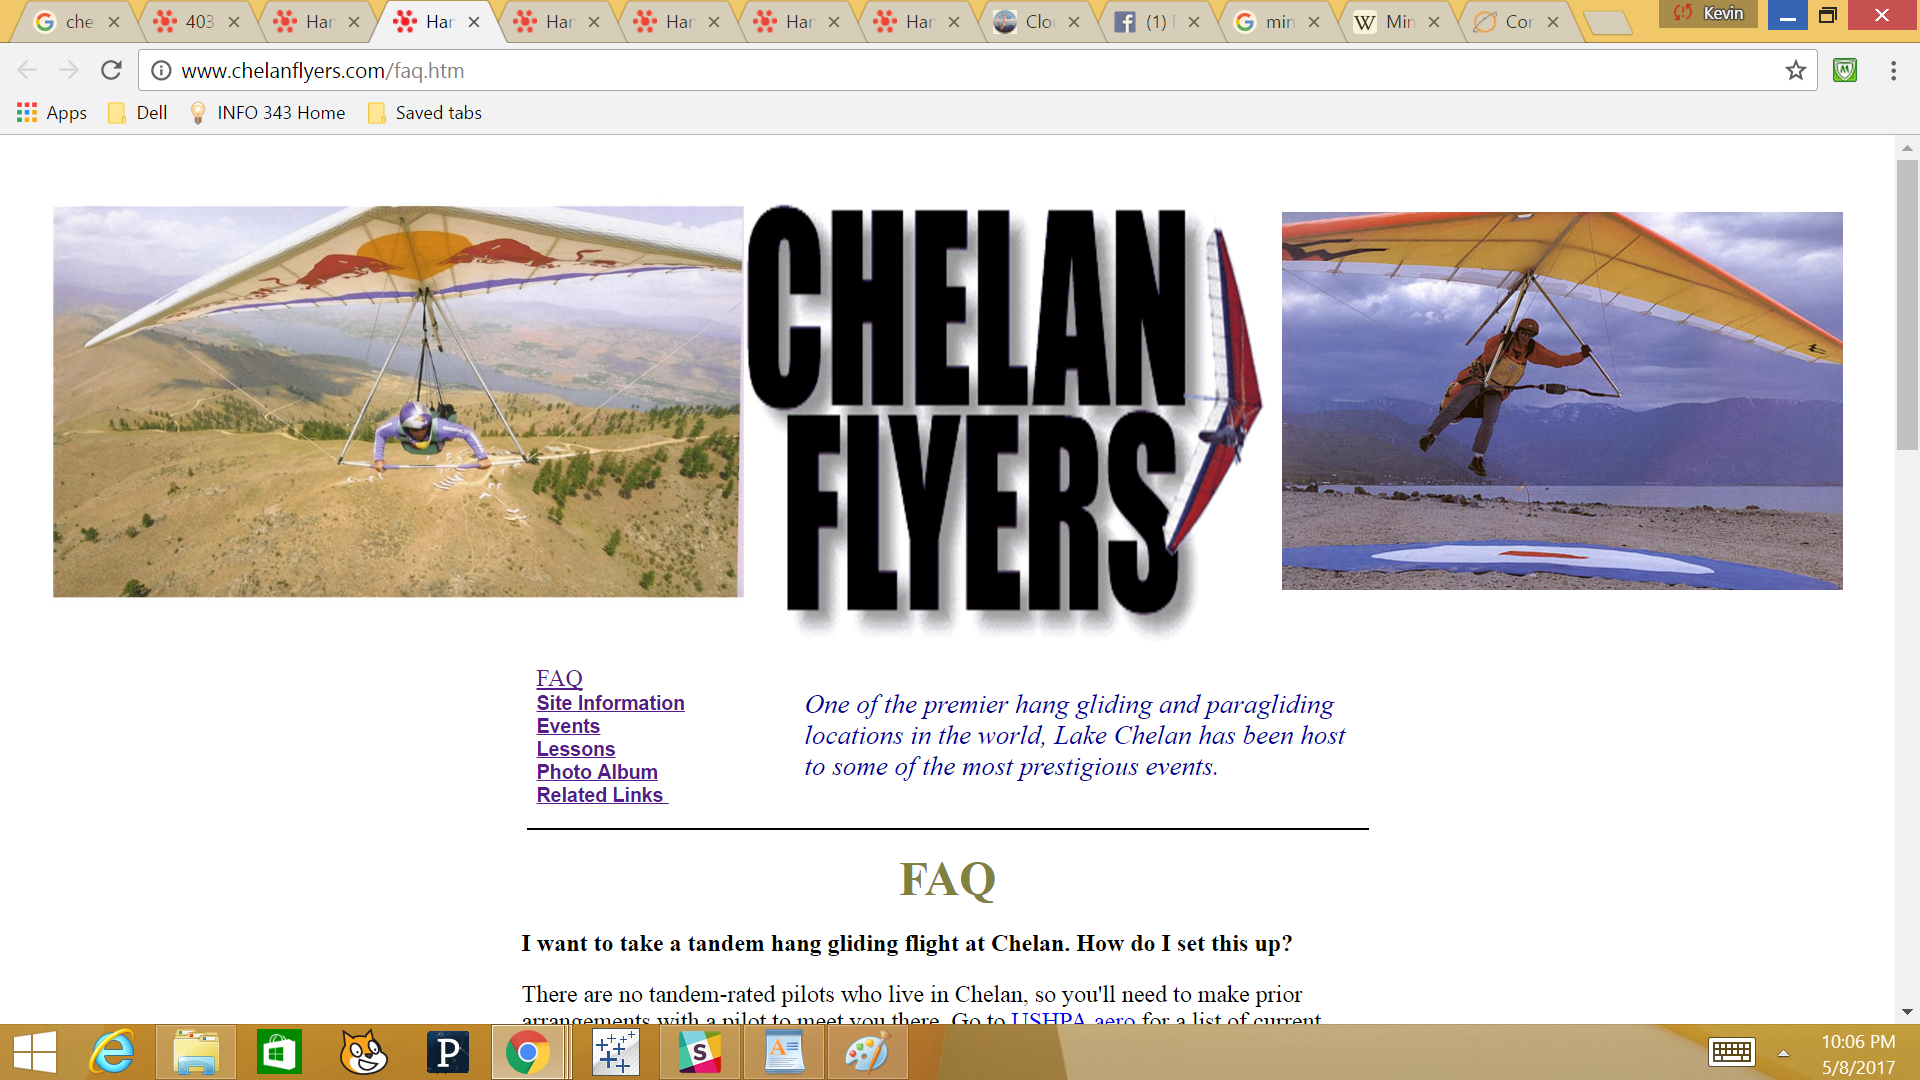 che
403
Har
Har
Har
Har
Har
Har
Clou
(1)
min
Min
Cor
Kevin
www.chelanflyers.com/faq.htm
Apps
Dell
INFO 343 Home
Saved tabs
CHELAN
FLYERS
FAQ
Site Information
Events
Lessons
Photo Album
Related Links
One of the premier hang gliding and paragliding
locations in the world, Lake Chelan has been host
to some of the most prestigious events.
FAQ
I want to take a tandem hang gliding flight at Chelan. How do I set this up?
There are no tandem-rated pilots who live in Chelan, so you'll need to make prior
arrangements with a pilot to meet you there. Go to USHPA.aero for a list of current
10:06 PM
5/8/2017